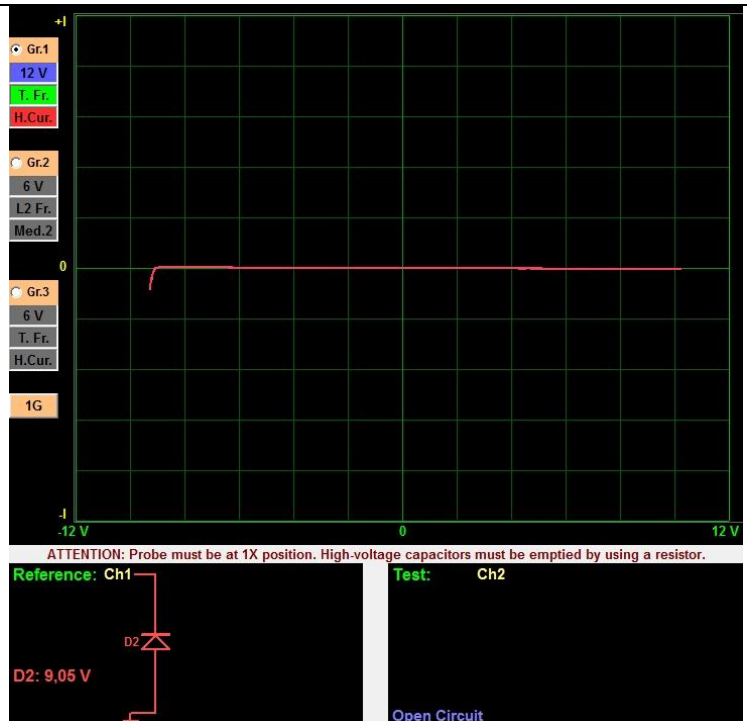 +I
Gr.1
12 V
T. Fr.
H.Cur.
Gr.2
6 V
L2 Fr.
Med.2
0
Gr.3
6 V
T. Fr.
H.Cur.
1G
-I
-12 V 0 12 V
ATTENTION: Probe must be at 1X position. High-voltage capacitors must be emptied by using a resistor.
Reference: Ch1
D2
D2: 9,05 V
Test: Ch2
Open Circuit